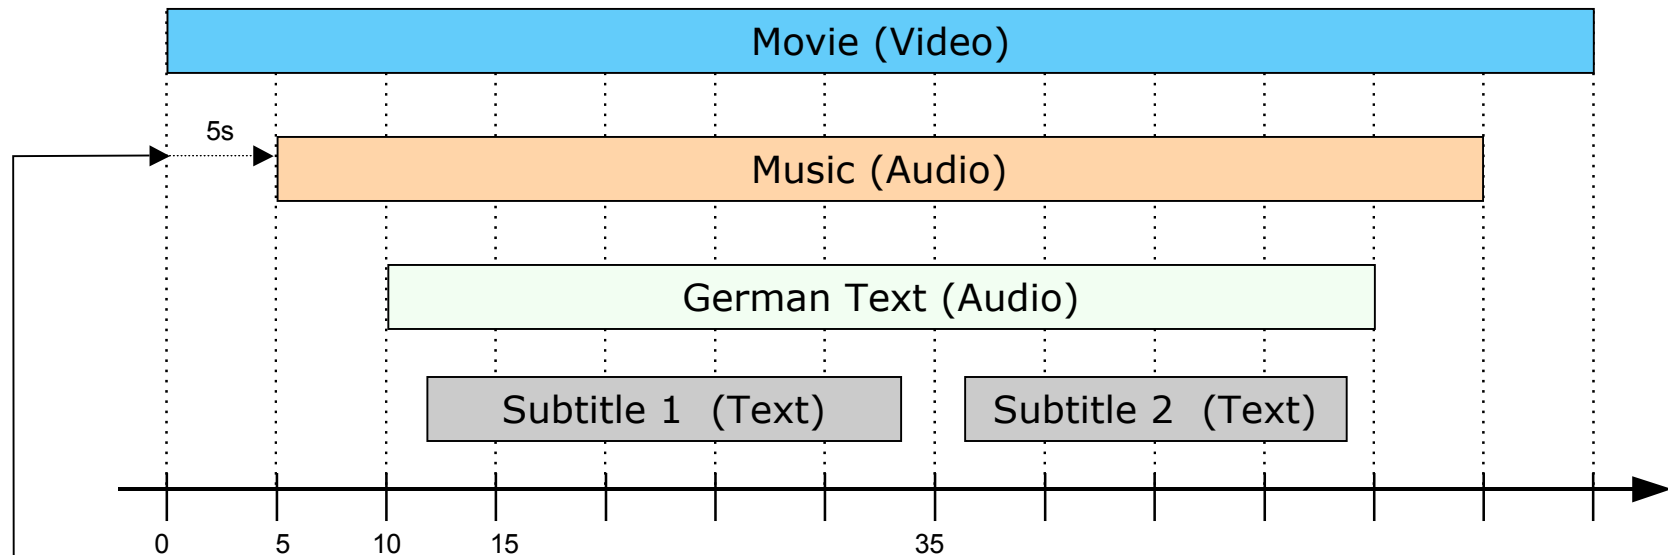 Movie (Video)
5s
Music (Audio)
German Text (Audio)
Subtitle 1 (Text) Subtitle 2 (Text)
0 5 10 15 35